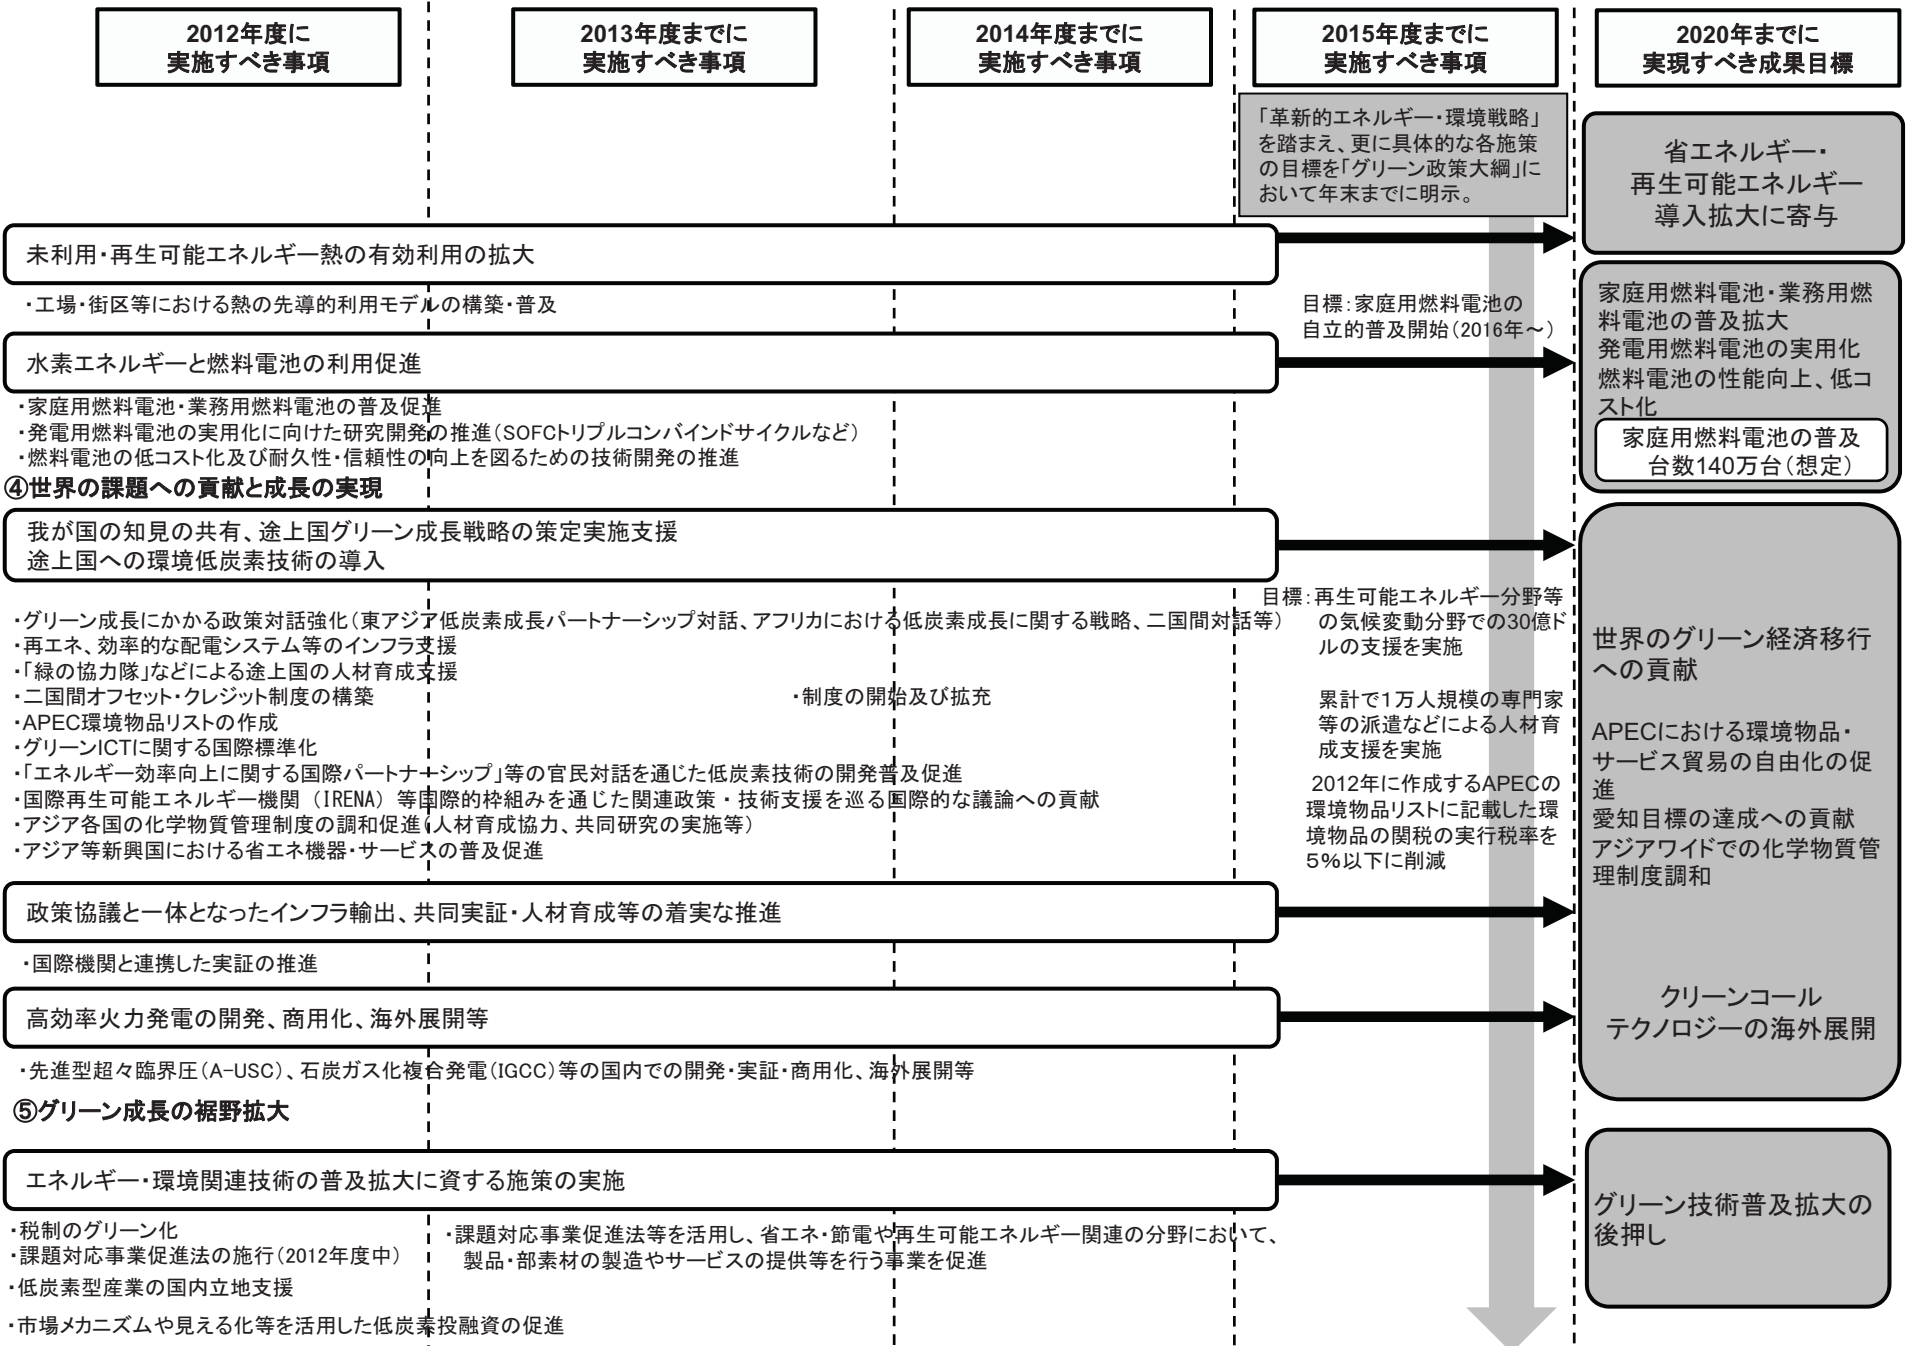 2012年度に
実施すべき事項
2013年度までに
実施すべき事項
2014年度までに
実施すべき事項
2015年度までに
実施すべき事項
2020年までに
実現すべき成果目標
「革新的エネルギー・環境戦略」
を踏まえ、更に具体的な各施策
の目標を「グリーン政策大綱」に
おいて年末までに明示。
省エネルギー・
再生可能エネルギー
導入拡大に寄与
未利用・再生可能エネルギー熱の有効利用の拡大
・工場・街区等における熱の先導的利用モデルの構築・普及
目標：家庭用燃料電池の
自立的普及開始（2016年～）
家庭用燃料電池・業務用燃
料電池の普及拡大
発電用燃料電池の実用化
燃料電池の性能向上、低コ
スト化
家庭用燃料電池の普及
台数140万台（想定）
水素エネルギーと燃料電池の利用促進
・家庭用燃料電池・業務用燃料電池の普及促進
・発電用燃料電池の実用化に向けた研究開発の推進（SOFCトリプルコンバインドサイクルなど）
・燃料電池の低コスト化及び耐久性・信頼性の向上を図るための技術開発の推進
④世界の課題への貢献と成長の実現
我が国の知見の共有、途上国グリーン成長戦略の策定実施支援
途上国への環境低炭素技術の導入
・グリーン成長にかかる政策対話強化（東アジア低炭素成長パートナーシップ対話、アフリカにおける低炭素成長に関する戦略、二国間対話等）
・再エネ、効率的な配電システム等のインフラ支援
・「緑の協力隊」などによる途上国の人材育成支援
・二国間オフセット・クレジット制度の構築
・制度の開始及び拡充
・APEC環境物品リストの作成
・グリーンICTに関する国際標準化
・「エネルギー効率向上に関する国際パートナーシップ」等の官民対話を通じた低炭素技術の開発普及促進
・国際再生可能エネルギー機関（IRENA）等国際的枠組みを通じた関連政策・技術支援を巡る国際的な議論への貢献
・アジア各国の化学物質管理制度の調和促進（人材育成協力、共同研究の実施等）
・アジア等新興国における省エネ機器・サービスの普及促進
目標：再生可能エネルギー分野等
の気候変動分野での30億ド
ルの支援を実施
累計で１万人規模の専門家
等の派遣などによる人材育
成支援を実施
2012年に作成するAPECの
環境物品リストに記載した環
境物品の関税の実行税率を
５％以下に削減
世界のグリーン経済移行
への貢献
APECにおける環境物品・
サービス貿易の自由化の促
進
愛知目標の達成への貢献
アジアワイドでの化学物質管
理制度調和
クリーンコール
テクノロジーの海外展開
政策協議と一体となったインフラ輸出、共同実証・人材育成等の着実な推進
・国際機関と連携した実証の推進
高効率火力発電の開発、商用化、海外展開等
・先進型超々臨界圧（A-USC）、石炭ガス化複合発電（IGCC）等の国内での開発・実証・商用化、海外展開等
⑤グリーン成長の裾野拡大
エネルギー・環境関連技術の普及拡大に資する施策の実施
グリーン技術普及拡大の
後押し
・税制のグリーン化
・課題対応事業促進法の施行（2012年度中）
・低炭素型産業の国内立地支援
・市場メカニズムや見える化等を活用した低炭素投融資の促進
・課題対応事業促進法等を活用し、省エネ・節電や再生可能エネルギー関連の分野において、
製品・部素材の製造やサービスの提供等を行う事業を促進